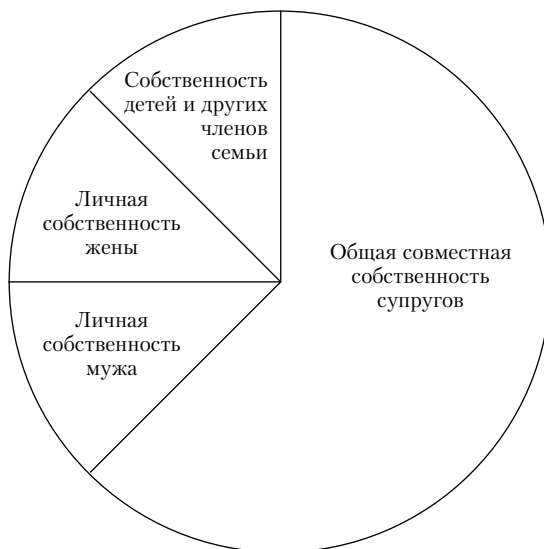 Собственность
детей и других
членов
семьи
Личная
собственность
жены
Общая совместная
собственность
супругов
Личная
собственность
мужа